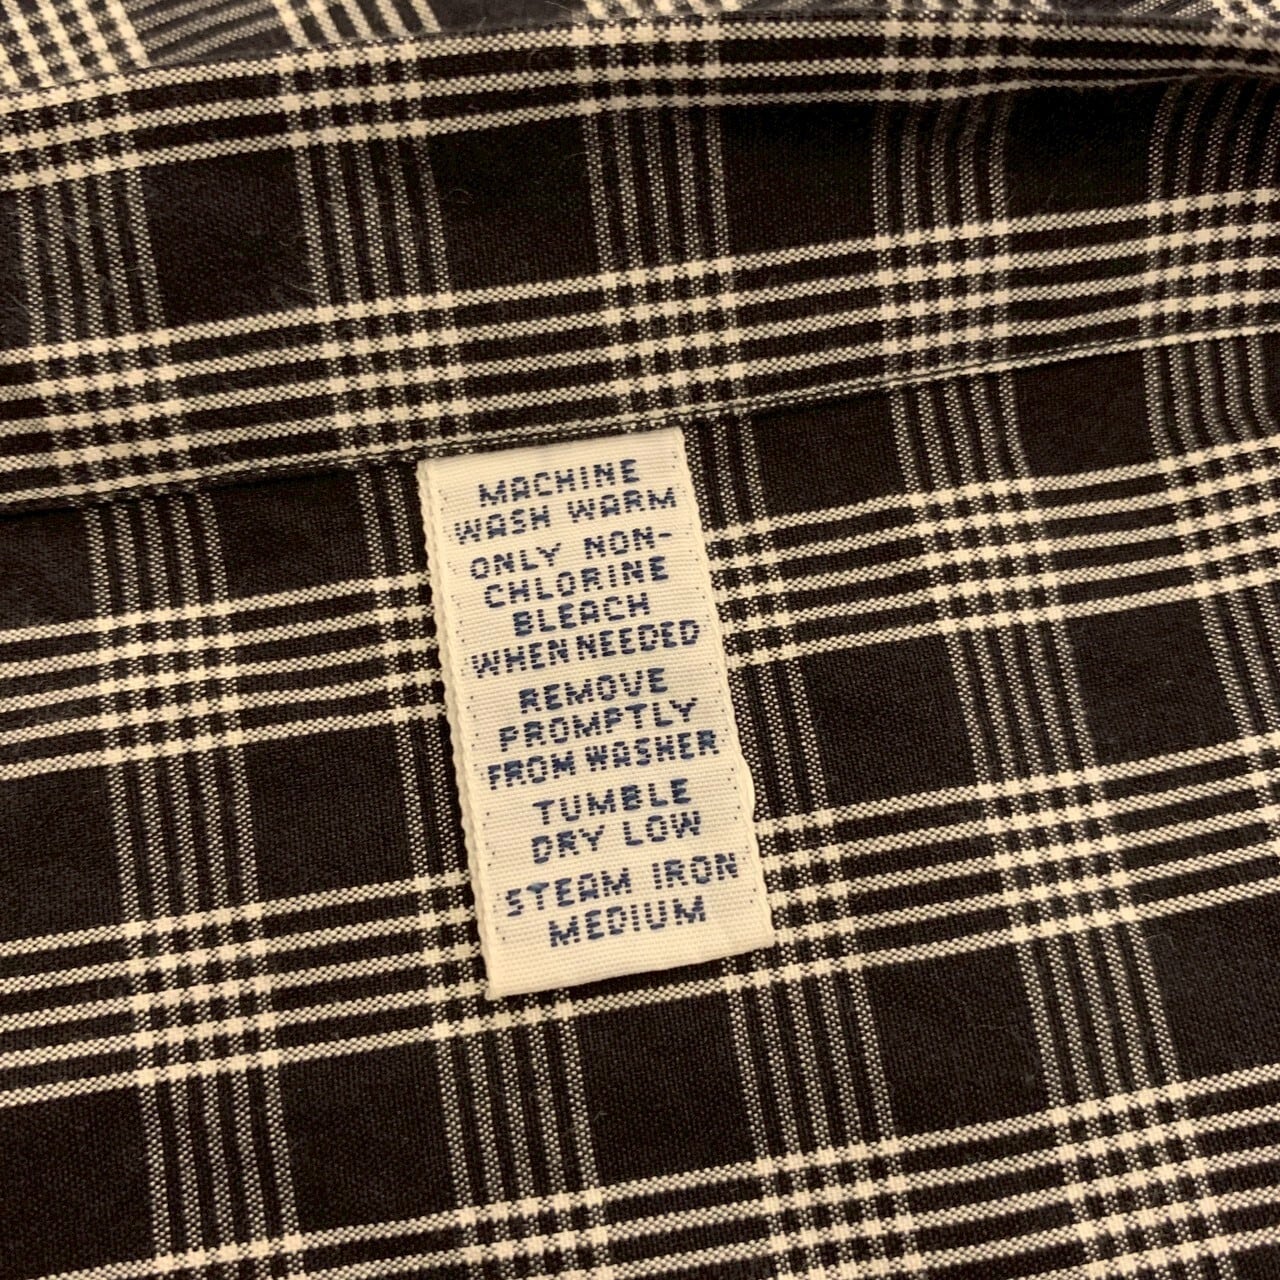 MACHINE
WASH WARM
ONLY NON-
CHLORINE
BLEACH
WHEN NEEDED
REMOVE
PROMPTLY
FROM WASHER
TUMBLE
DRY LOW
STEAM IRON
MEDIUM